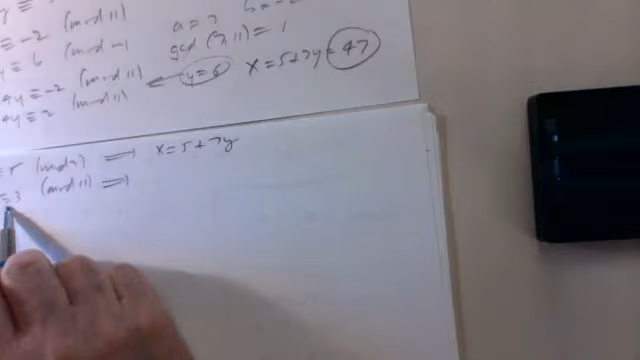 y ≡
≡ -2 (mod 11)
a = 7 b = -2
y ≡ 6 (mod 11)
gcd (7, 11) = 1
4y ≡ -2 (mod 11) ← y = 6 x = 5 + 7y = 47
4y ≡ 2 (mod 11)
≡ 5 (mod 7) ⟹ x = 5 + 7y
≡ 3 (mod 11) ⟹